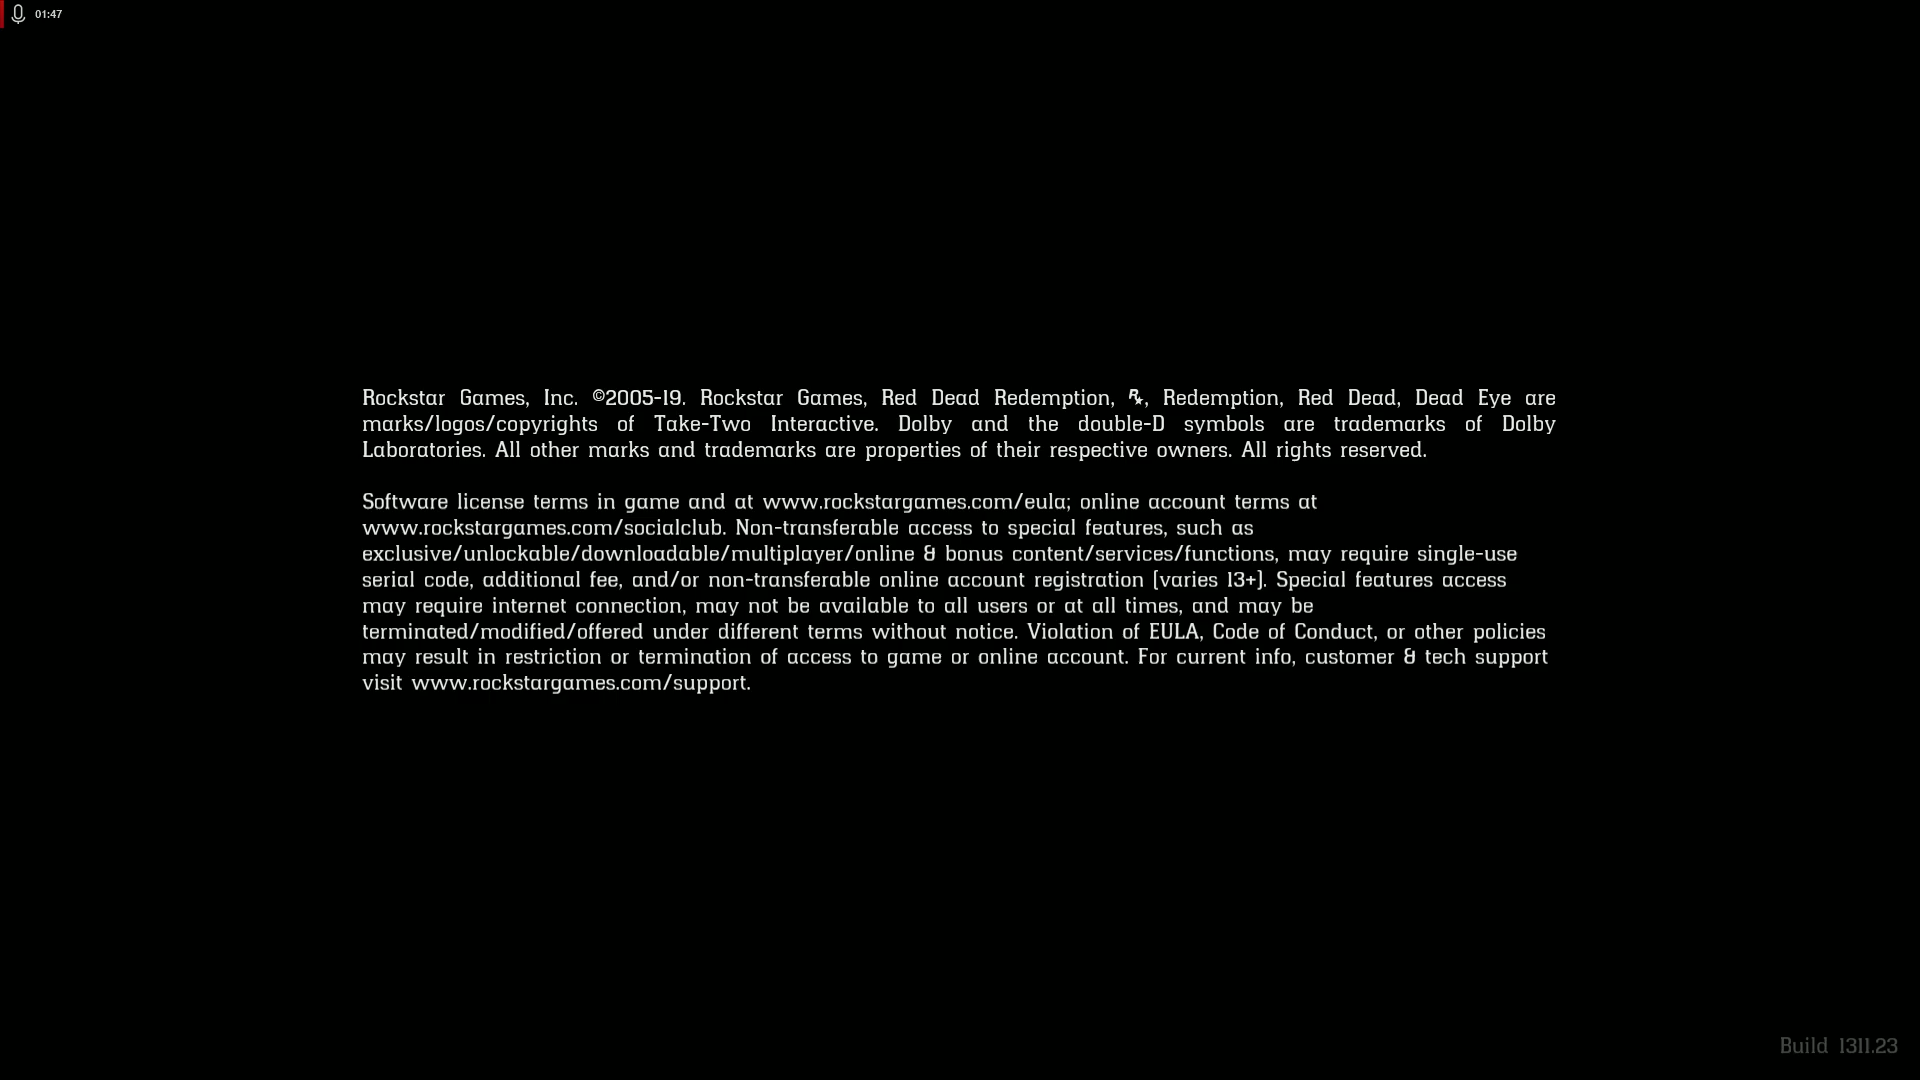 01:47
Rockstar Games, Inc. ©2005-19. Rockstar Games, Red Dead Redemption, R★, Redemption, Red Dead, Dead Eye are
marks/logos/copyrights of Take-Two Interactive. Dolby and the double-D symbols are trademarks of Dolby
Laboratories. All other marks and trademarks are properties of their respective owners. All rights reserved.
Software license terms in game and at www.rockstargames.com/eula; online account terms at
www.rockstargames.com/socialclub. Non-transferable access to special features, such as
exclusive/unlockable/downloadable/multiplayer/online & bonus content/services/functions, may require single-use
serial code, additional fee, and/or non-transferable online account registration (varies 13+). Special features access
may require internet connection, may not be available to all users or at all times, and may be
terminated/modified/offered under different terms without notice. Violation of EULA, Code of Conduct, or other policies
may result in restriction or termination of access to game or online account. For current info, customer & tech support
visit www.rockstargames.com/support.
Build 1311.23